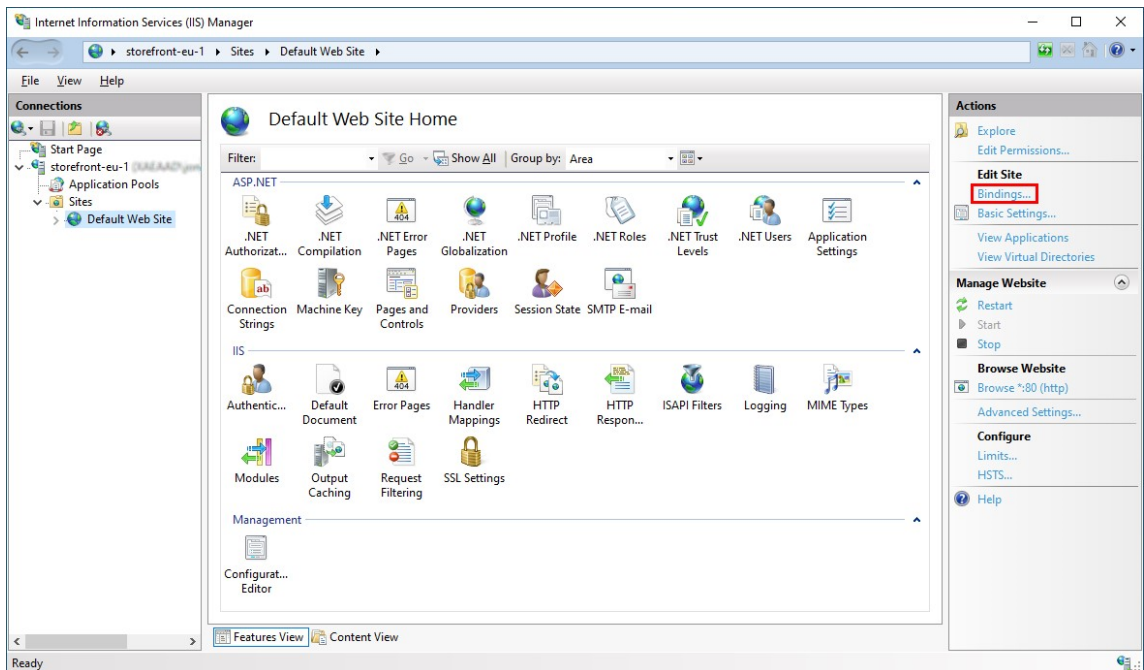 Internet Information Services (IIS) Manager
storefront-eu-1 Sites Default Web Site
File View Help
Connections
Start Page
storefront-eu-1
Application Pools
Sites
Default Web Site
Default Web Site Home
Filter: Go Show All Group by: Area
ASP.NET
.NET Authorizat...
.NET Compilation
.NET Error Pages
.NET Globalization
.NET Profile
.NET Roles
.NET Trust Levels
.NET Users
Application Settings
Connection Strings
Machine Key
Pages and Controls
Providers
Session State
SMTP E-mail
IIS
Authentic...
Default Document
Error Pages
Handler Mappings
HTTP Redirect
HTTP Respon...
ISAPI Filters
Logging
MIME Types
Modules
Output Caching
Request Filtering
SSL Settings
Management
Configurat... Editor
Features View Content View
Actions
Explore
Edit Permissions...
Edit Site
Bindings...
Basic Settings...
View Applications
View Virtual Directories
Manage Website
Restart
Start
Stop
Browse Website
Browse *:80 (http)
Advanced Settings...
Configure
Limits...
HSTS...
Help
Ready